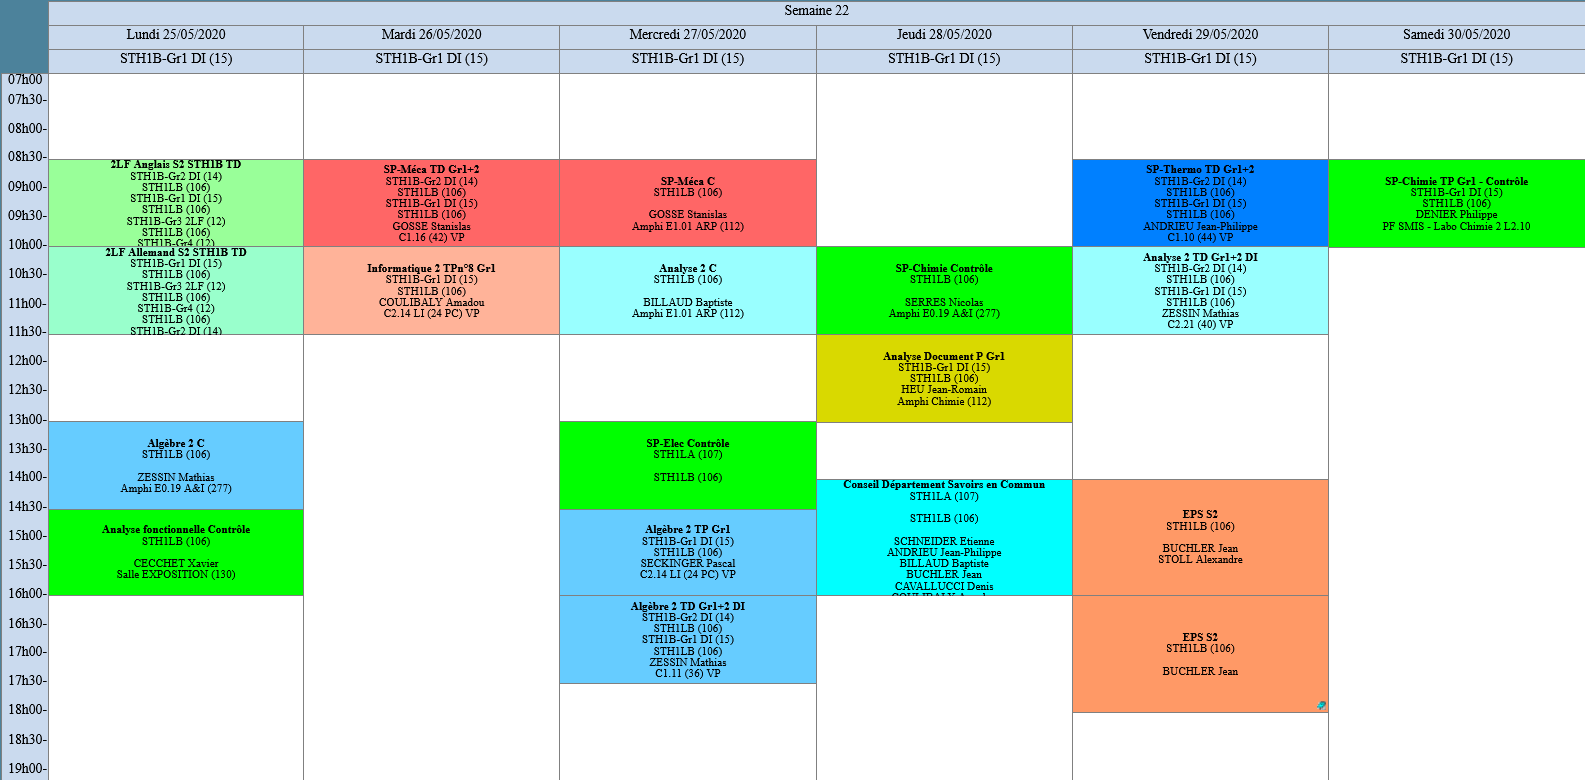 Semaine 22
Lundi 25/05/2020
Mardi 26/05/2020
Mercredi 27/05/2020
Jeudi 28/05/2020
Vendredi 29/05/2020
Samedi 30/05/2020
STH1B-Gr1 DI (15)
STH1B-Gr1 DI (15)
STH1B-Gr1 DI (15)
STH1B-Gr1 DI (15)
STH1B-Gr1 DI (15)
STH1B-Gr1 DI (15)
07h00
07h30-
08h00-
08h30-
09h00-
09h30-
10h00-
10h30-
11h00-
11h30-
12h00-
12h30-
13h00-
13h30-
14h00-
14h30-
15h00-
15h30-
16h00-
16h30-
17h00-
17h30-
18h00-
18h30-
19h00-
2LF Anglais S2 STH1B TD
STH1B-Gr2 DI (14)
STH1LB (106)
STH1B-Gr1 DI (15)
STH1LB (106)
STH1B-Gr3 2LF (12)
STH1LB (106)
STH1B-Gr4 (12)
2LF Allemand S2 STH1B TD
STH1B-Gr1 DI (15)
STH1LB (106)
STH1B-Gr3 2LF (12)
STH1LB (106)
STH1B-Gr4 (12)
STH1LB (106)
STH1B-Gr2 DI (14)
Algèbre 2 C
STH1LB (106)
ZESSIN Mathias
Amphi E0.19 A&I (277)
Analyse fonctionnelle Contrôle
STH1LB (106)
CECCHET Xavier
Salle EXPOSITION (130)
SP-Méca TD Gr1+2
STH1B-Gr2 DI (14)
STH1LB (106)
STH1B-Gr1 DI (15)
STH1LB (106)
GOSSE Stanislas
C1.16 (42) VP
Informatique 2 TPn°8 Gr1
STH1B-Gr1 DI (15)
STH1LB (106)
COULIBALY Amadou
C2.14 LI (24 PC) VP
SP-Méca C
STH1LB (106)
GOSSE Stanislas
Amphi E1.01 ARP (112)
Analyse 2 C
STH1LB (106)
BILLAUD Baptiste
Amphi E1.01 ARP (112)
SP-Elec Contrôle
STH1LA (107)
STH1LB (106)
Algèbre 2 TP Gr1
STH1B-Gr1 DI (15)
STH1LB (106)
SECKINGER Pascal
C2.14 LI (24 PC) VP
Algèbre 2 TD Gr1+2 DI
STH1B-Gr2 DI (14)
STH1LB (106)
STH1B-Gr1 DI (15)
STH1LB (106)
ZESSIN Mathias
C1.11 (36) VP
SP-Chimie Contrôle
STH1LB (106)
SERRES Nicolas
Amphi E0.19 A&I (277)
Analyse Document P Gr1
STH1B-Gr1 DI (15)
STH1LB (106)
HEU Jean-Romain
Amphi Chimie (112)
Conseil Département Savoirs en Commun
STH1LA (107)
STH1LB (106)
SCHNEIDER Etienne
ANDRIEU Jean-Philippe
BILLAUD Baptiste
BUCHLER Jean
CAVALLUCCI Denis
SP-Thermo TD Gr1+2
STH1B-Gr2 DI (14)
STH1LB (106)
STH1B-Gr1 DI (15)
STH1LB (106)
ANDRIEU Jean-Philippe
C1.10 (44) VP
Analyse 2 TD Gr1+2 DI
STH1B-Gr2 DI (14)
STH1LB (106)
STH1B-Gr1 DI (15)
STH1LB (106)
ZESSIN Mathias
C2.21 (40) VP
EPS S2
STH1LB (106)
BUCHLER Jean
STOLL Alexandre
EPS S2
STH1LB (106)
BUCHLER Jean
SP-Chimie TP Gr1 - Contrôle
STH1B-Gr1 DI (15)
STH1LB (106)
DENIER Philippe
PF SMIS - Labo Chimie 2 L2.10